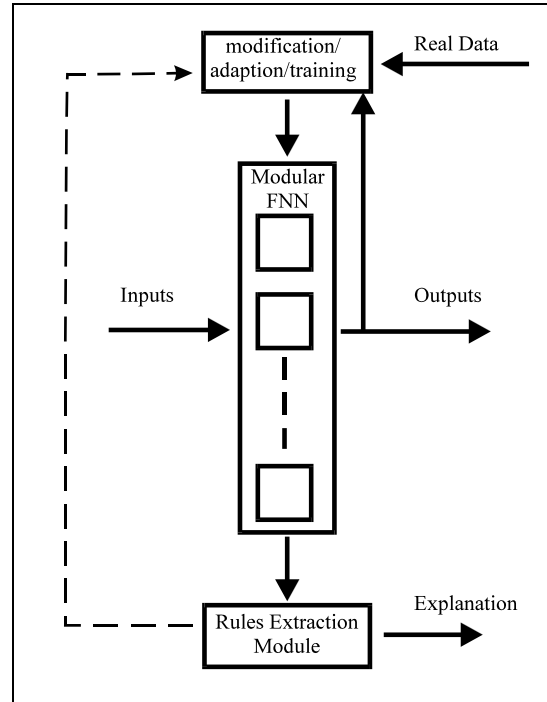 modification/
adaption/training
Real Data
Modular
FNN
Inputs
Outputs
Rules Extraction
Module
Explanation